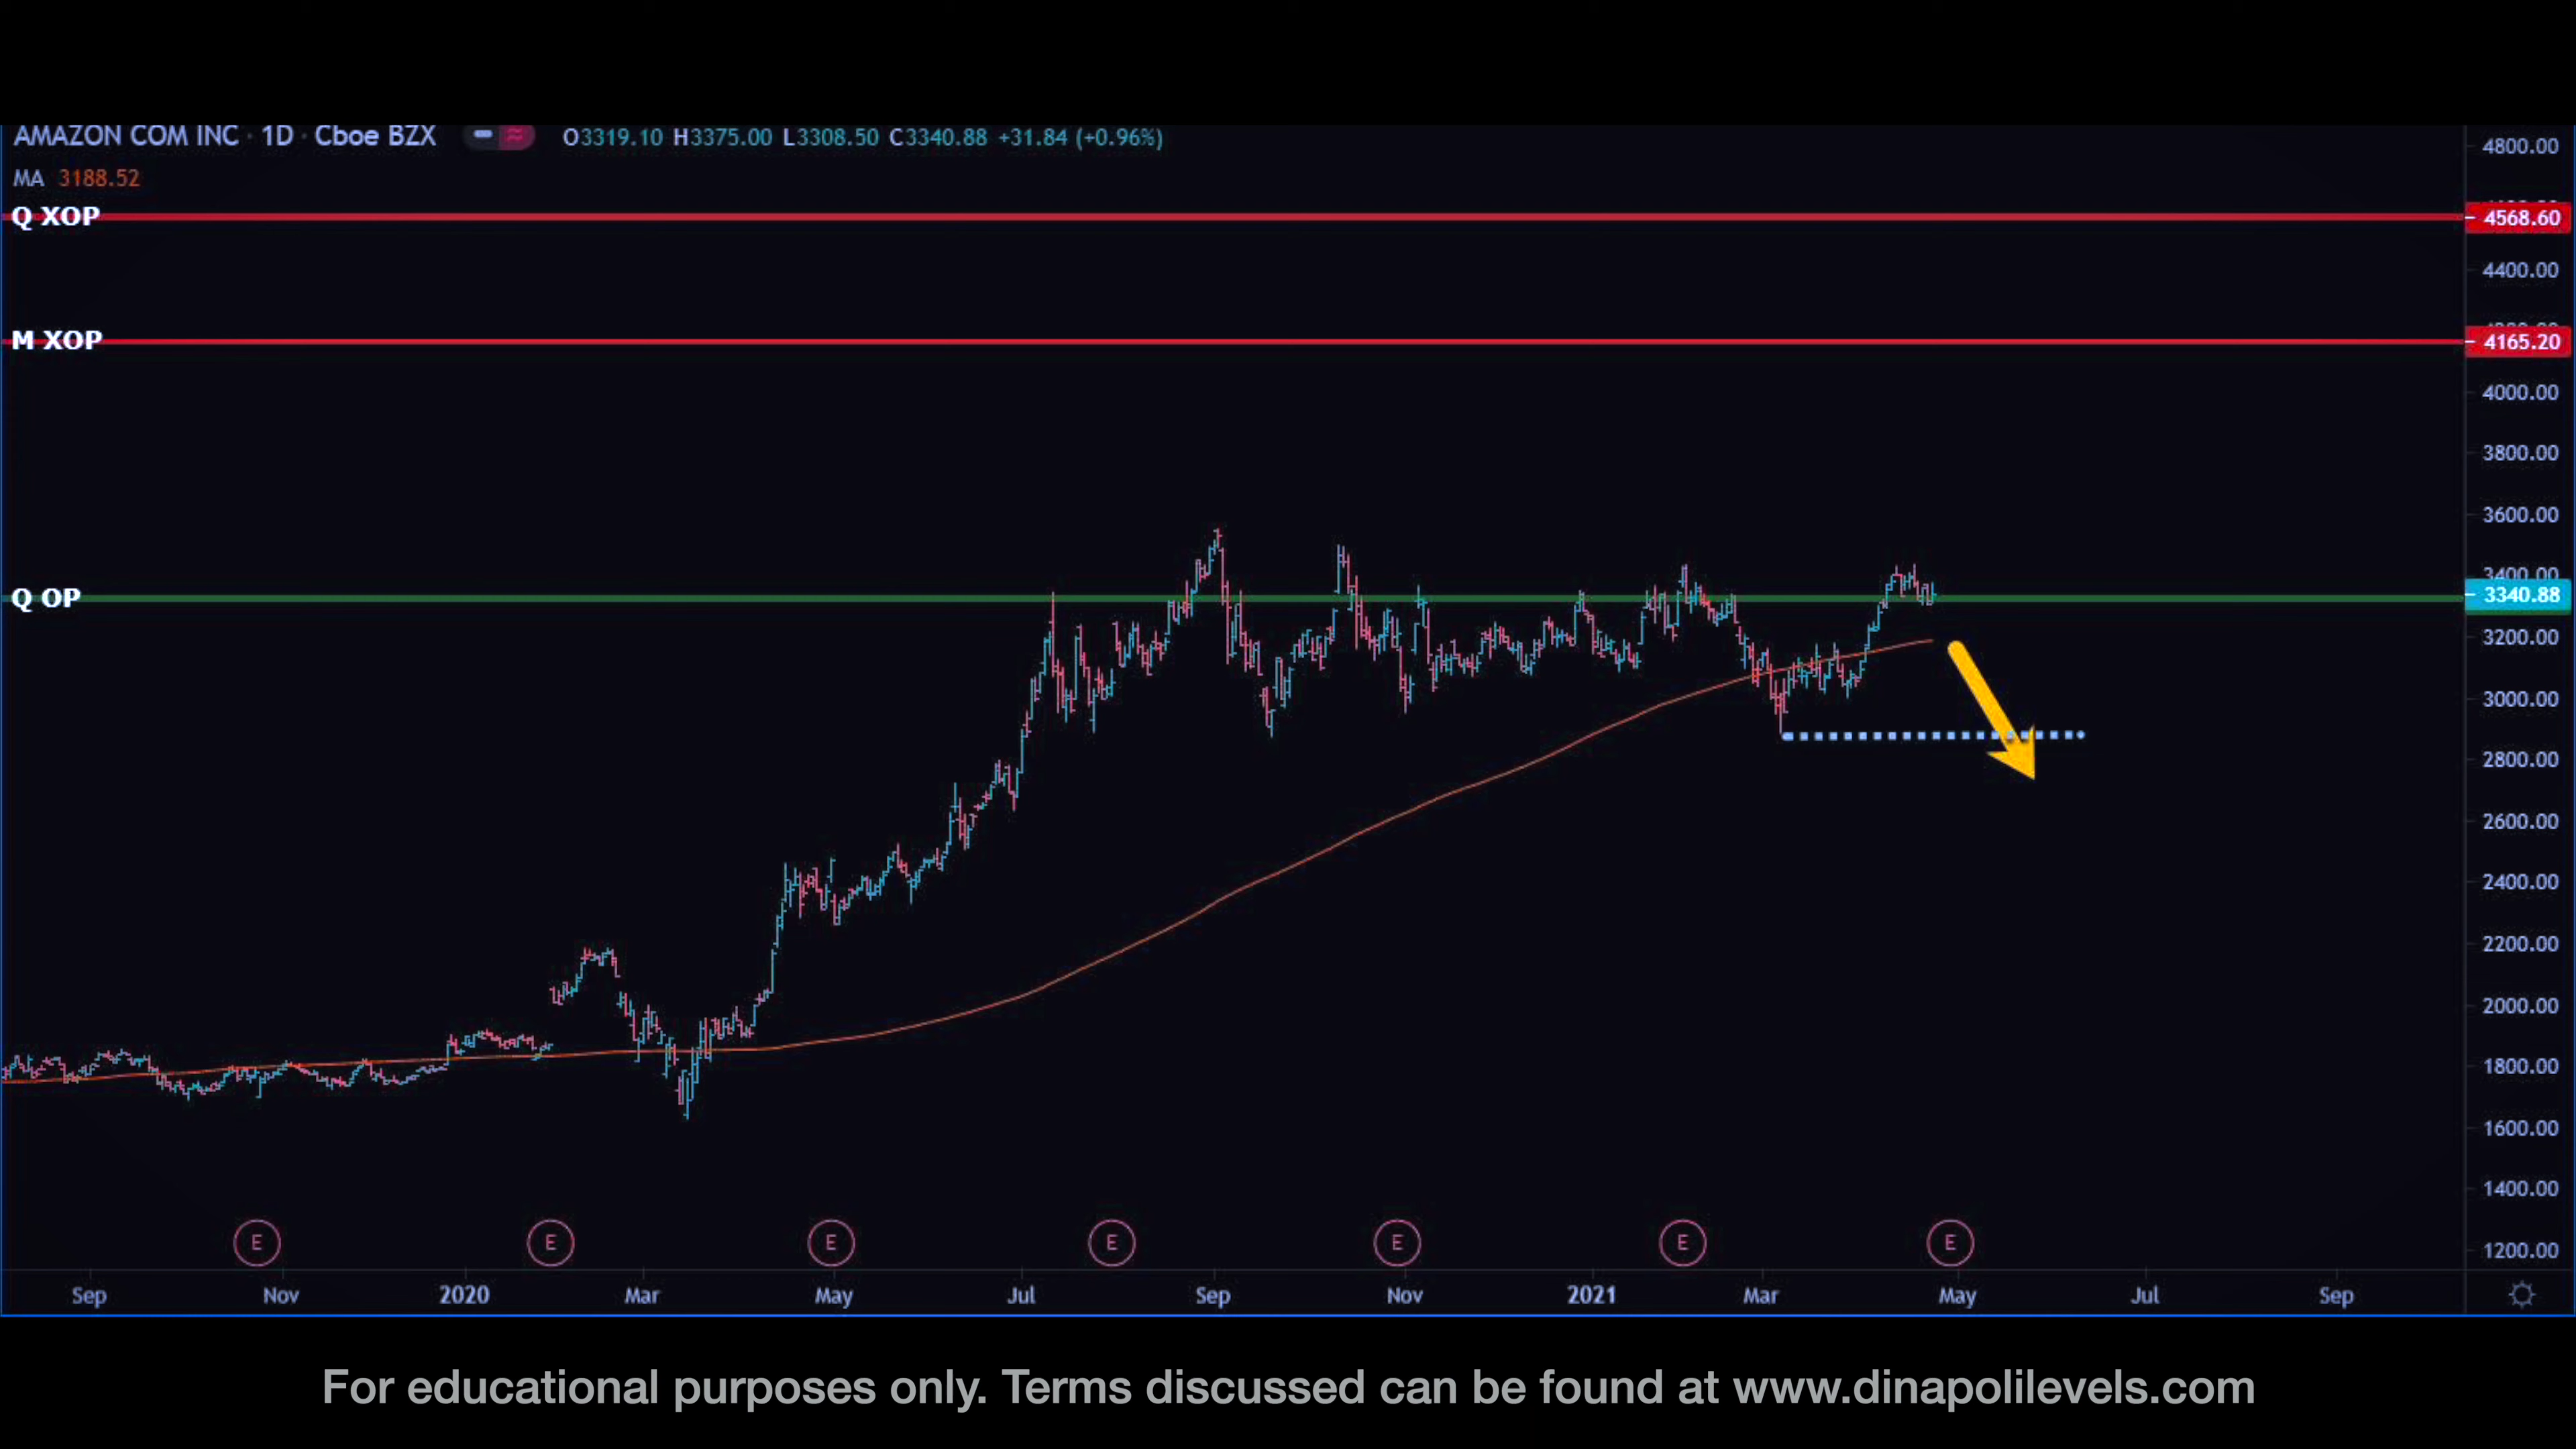 AMAZON COM INC · 1D · Cboe BZX O3319.10 H3375.00 L3308.50 C3340.88 +31.84 (+0.96%)
MA 3188.52
4800.00
Q XOP
4568.60
4400.00
M XOP
4165.20
4000.00
3800.00
3600.00
3400.00
Q OP
3340.88
3200.00
3000.00
2800.00
2600.00
2400.00
2200.00
2000.00
1800.00
1600.00
1400.00
1200.00
E E E E E E E
Sep Nov 2020 Mar May Jul Sep Nov 2021 Mar May Jul Sep
For educational purposes only. Terms discussed can be found at www.dinapolilevels.com